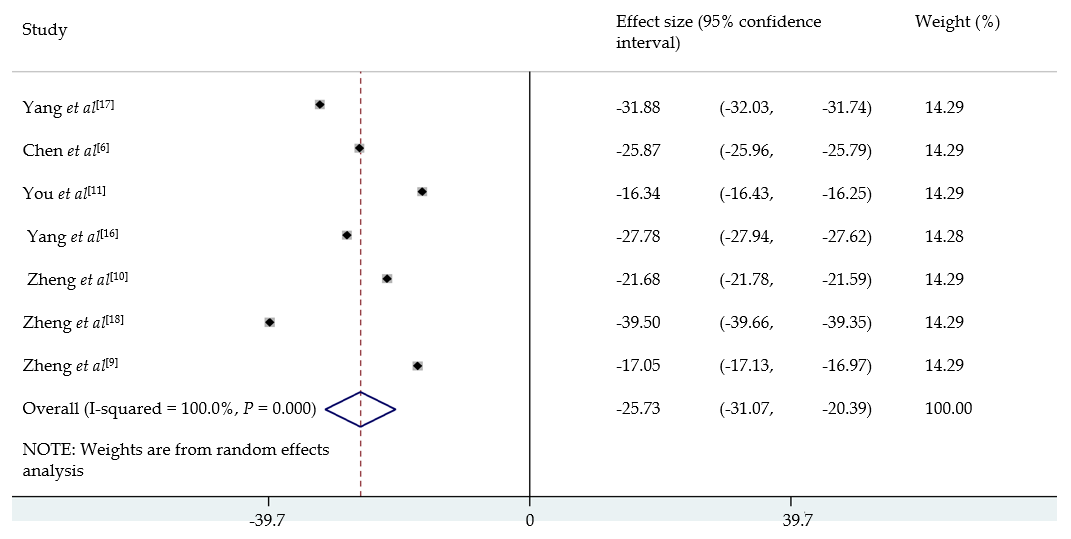 Study Effect size (95% confidence interval) Weight (%)
Yang et al[17] -31.88 (-32.03, -31.74) 14.29
Chen et al[6] -25.87 (-25.96, -25.79) 14.29
You et al[11] -16.34 (-16.43, -16.25) 14.29
Yang et al[16] -27.78 (-27.94, -27.62) 14.28
Zheng et al[10] -21.68 (-21.78, -21.59) 14.29
Zheng et al[18] -39.50 (-39.66, -39.35) 14.29
Zheng et al[9] -17.05 (-17.13, -16.97) 14.29
Overall (I-squared = 100.0%, P = 0.000) -25.73 (-31.07, -20.39) 100.00
NOTE: Weights are from random effects
analysis
-39.7 0 39.7